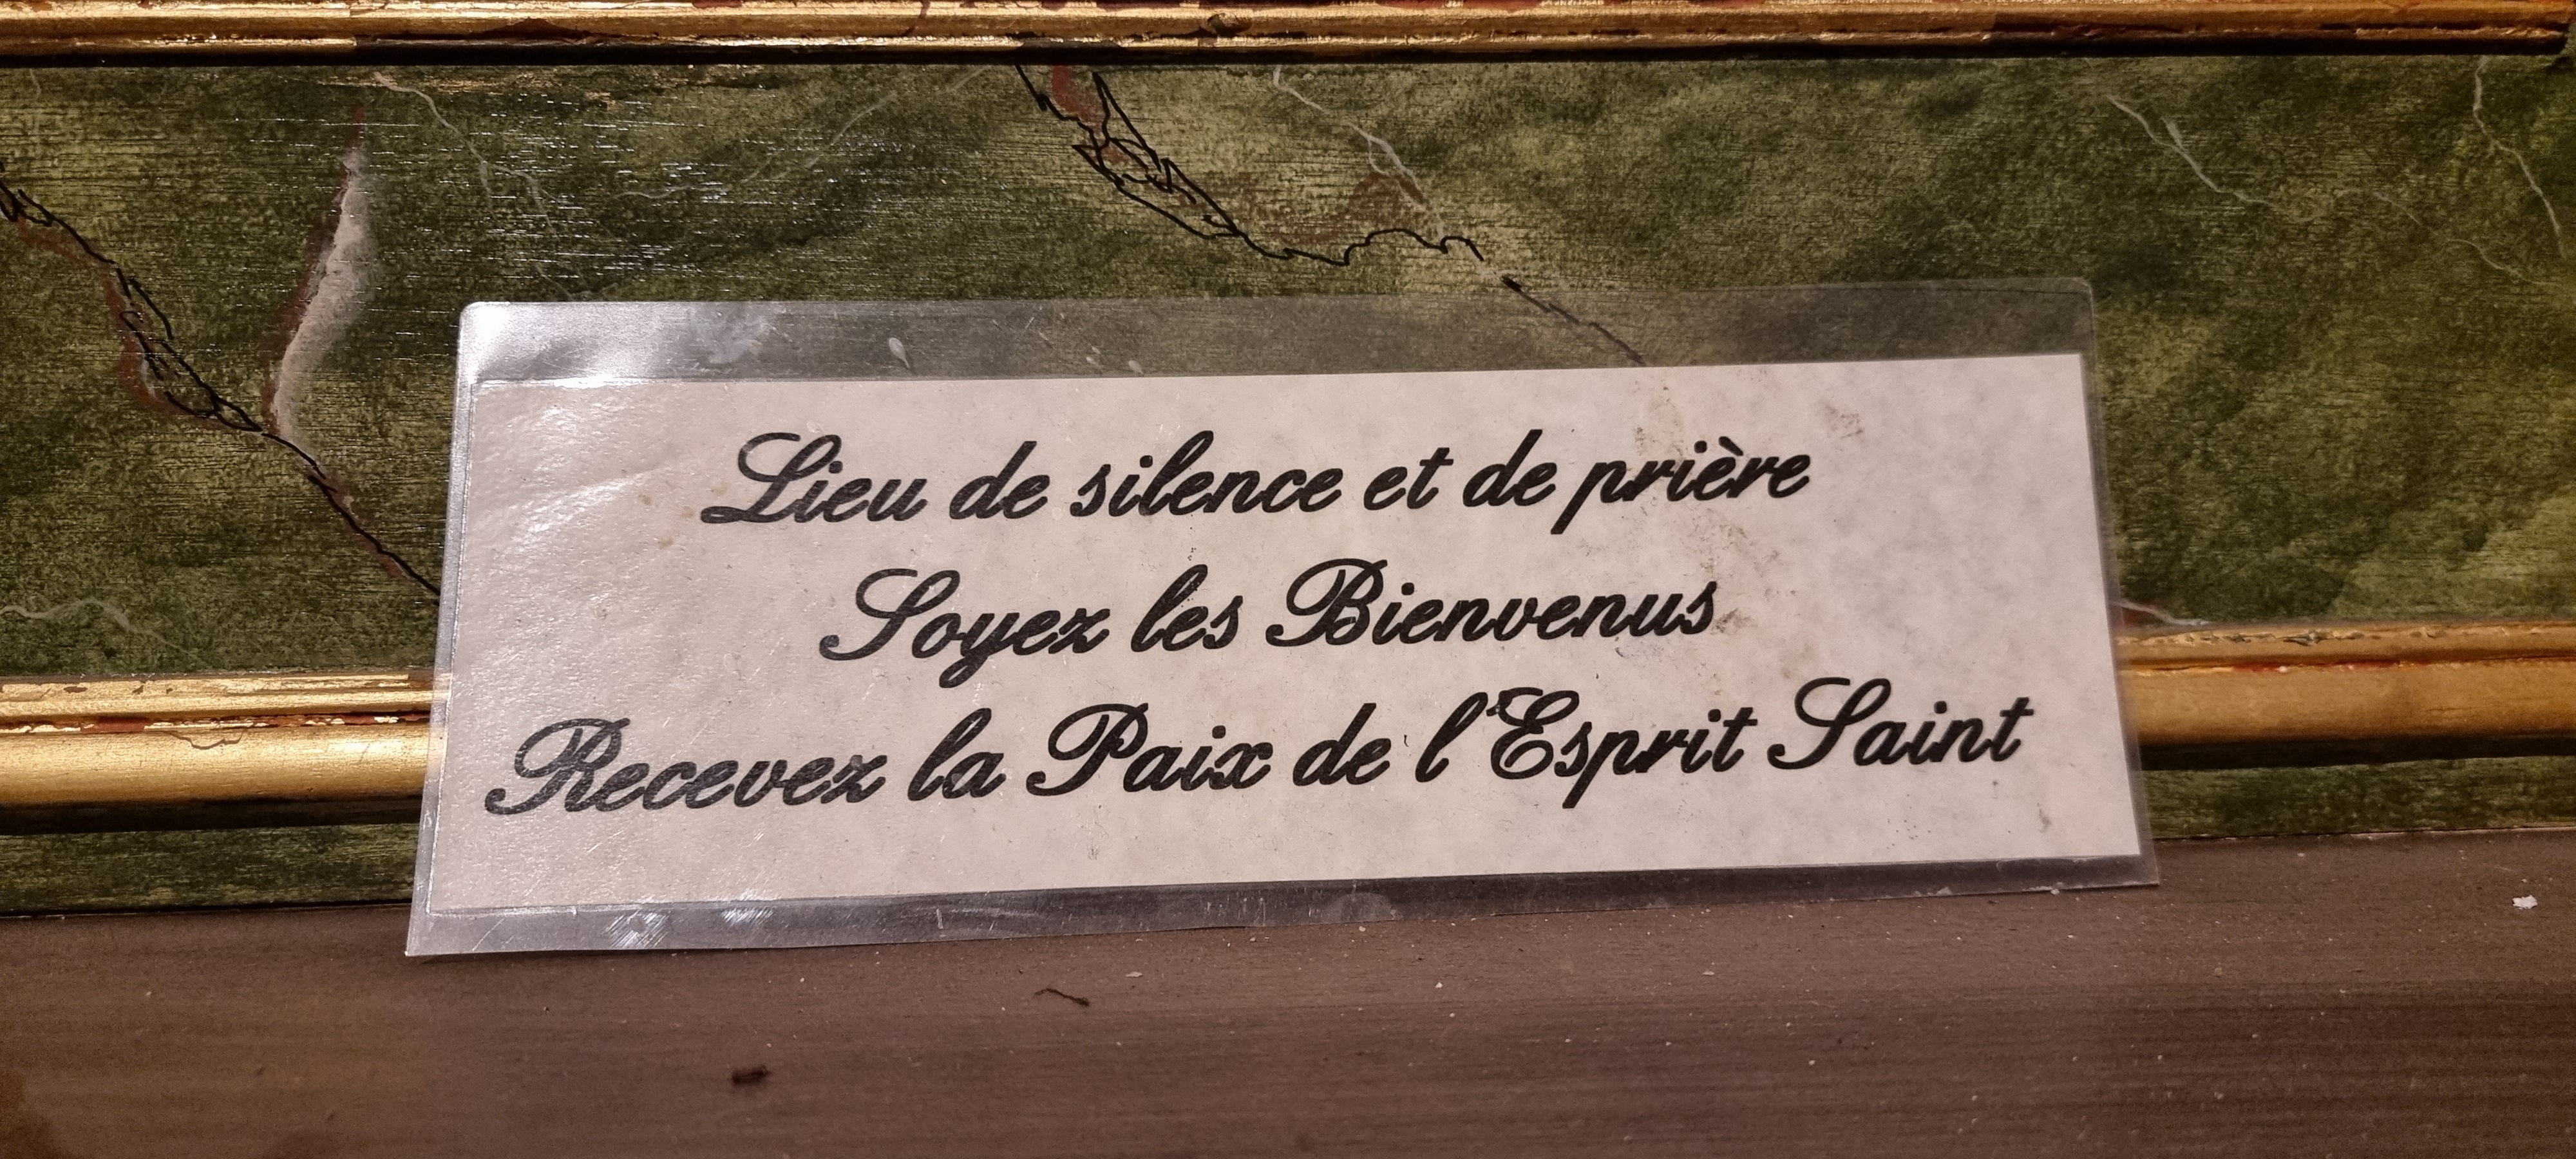 Lieu de silence et de prière
Soyez les Bienvenus
Recevez la Paix de l'Esprit Saint